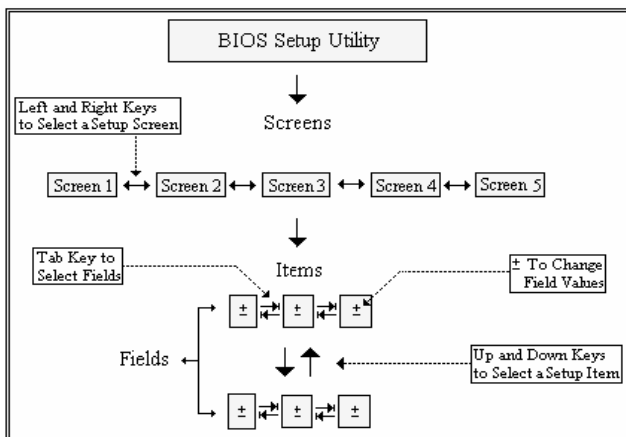 BIOS Setup Utility
Left and Right Keys
to Select a Setup Screen
Screens
Screen 1
Screen 2
Screen 3
Screen 4
Screen 5
Tab Key to
Select Fields
Items
± To Change
Field Values
± ± ±
Fields
Up and Down Keys
to Select a Setup Item
± ± ±